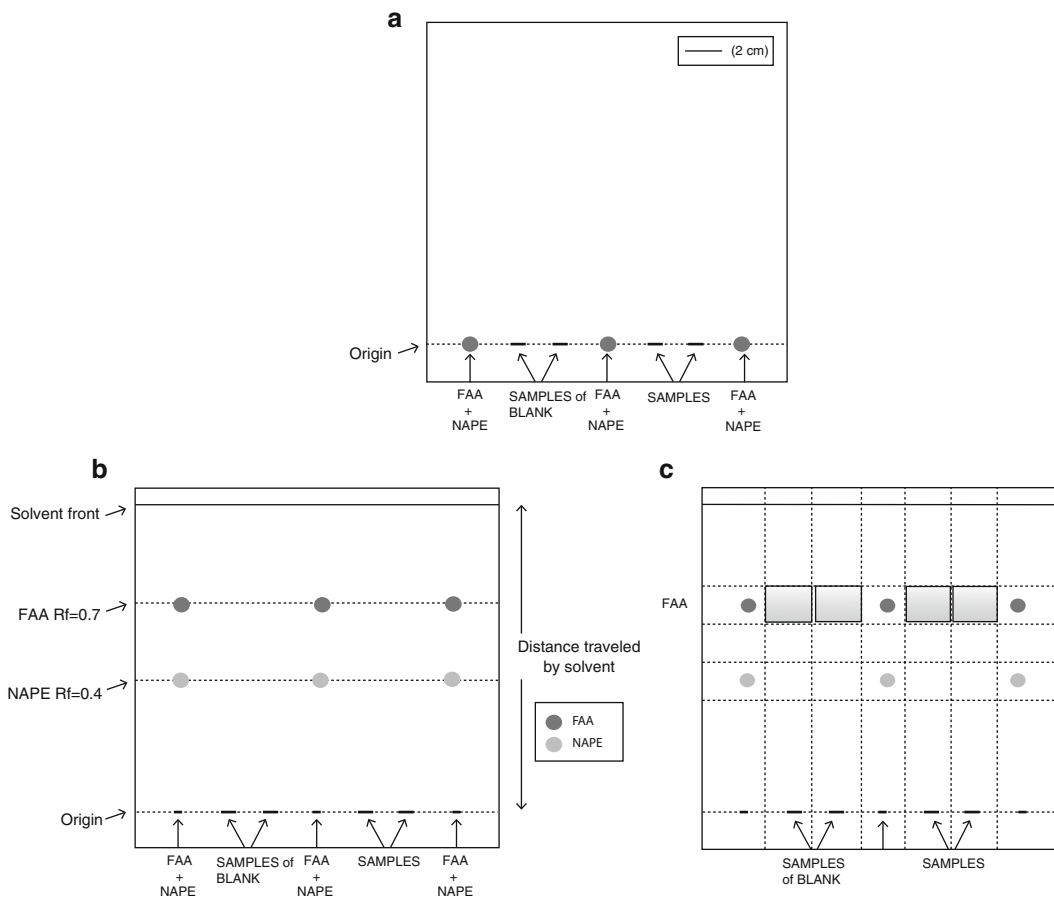 a
(2 cm)
Origin
FAA
+
NAPE
SAMPLES of
BLANK
FAA
+
NAPE
SAMPLES
FAA
+
NAPE
b
Solvent front
FAA Rf=0.7
NAPE Rf=0.4
Distance traveled
by solvent
FAA
NAPE
Origin
FAA
+
NAPE
SAMPLES of
BLANK
FAA
+
NAPE
SAMPLES
FAA
+
NAPE
c
FAA
SAMPLES
of BLANK
SAMPLES